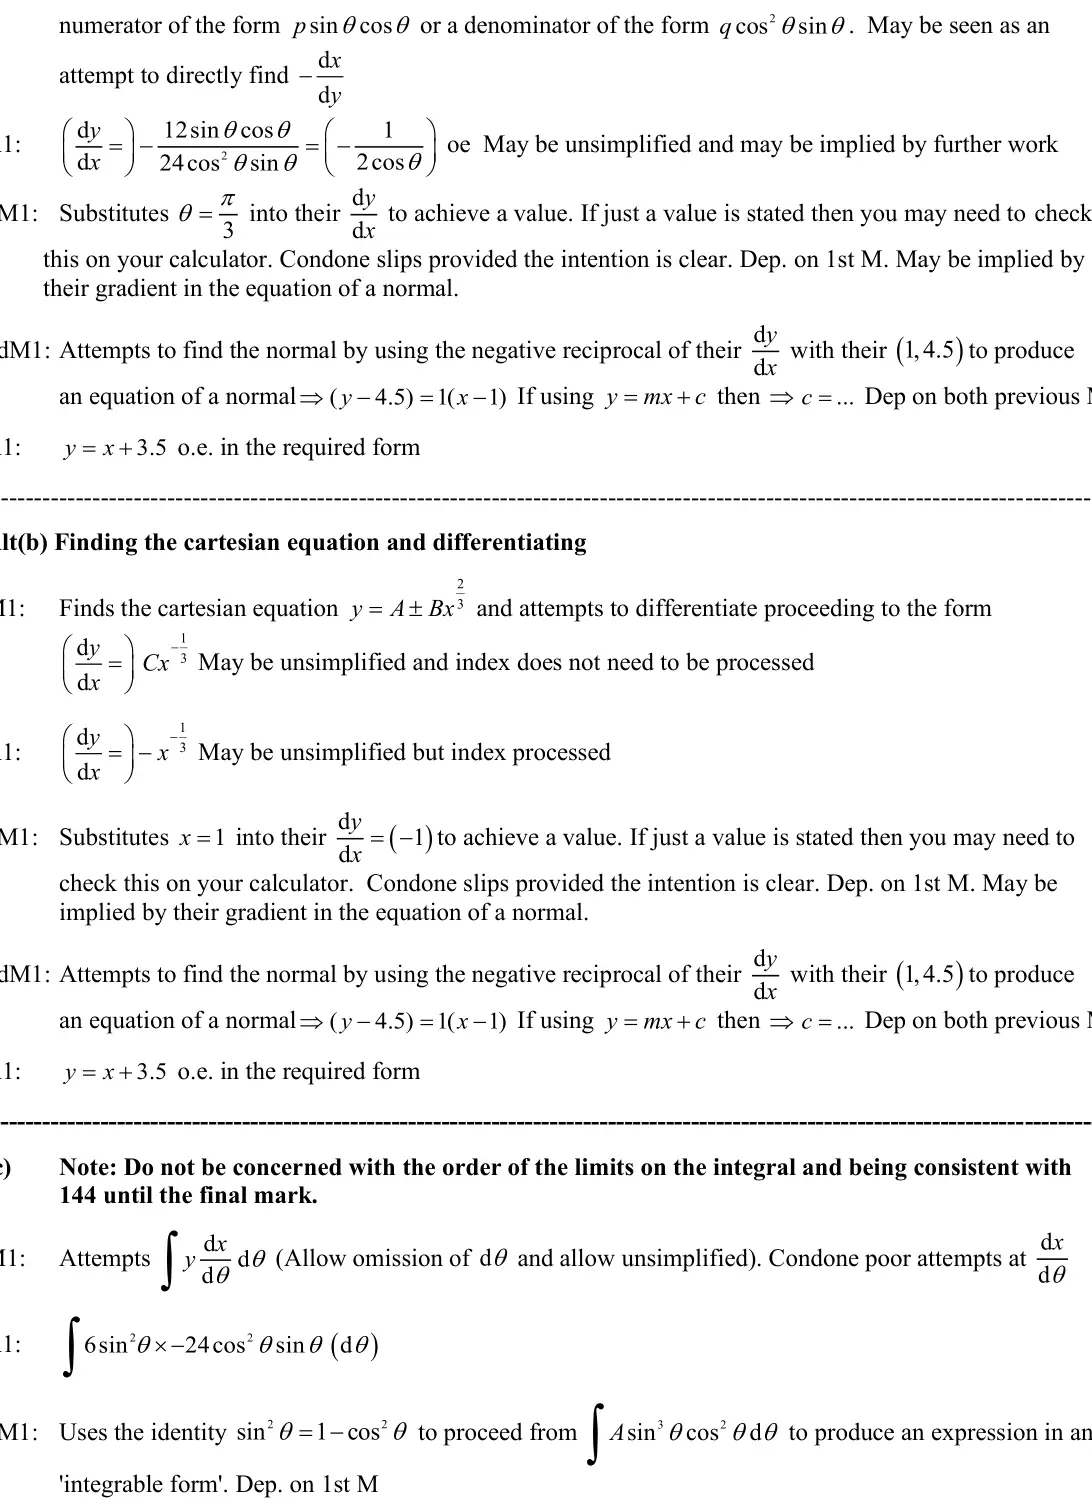 numerator of the form p sin θ cos θ or a denominator of the form q cos² θ sin θ. May be seen as an
attempt to directly find −dx/dy
1: (dy/dx =) − 12 sin θ cos θ / 24 cos² θ sin θ = (− 1 / 2 cos θ) oe May be unsimplified and may be implied by further work
M1: Substitutes θ = π/3 into their dy/dx to achieve a value. If just a value is stated then you may need to check
this on your calculator. Condone slips provided the intention is clear. Dep. on 1st M. May be implied by
their gradient in the equation of a normal.
dM1: Attempts to find the normal by using the negative reciprocal of their dy/dx with their (1, 4.5) to produce
an equation of a normal ⇒ (y − 4.5) = 1(x − 1) If using y = mx + c then ⇒ c = ... Dep on both previous M
1: y = x + 3.5 o.e. in the required form
lt(b) Finding the cartesian equation and differentiating
M1: Finds the cartesian equation y = A ± Bx^(2/3) and attempts to differentiate proceeding to the form
(dy/dx =) Cx^(−1/3) May be unsimplified and index does not need to be processed
1: (dy/dx =) − x^(−1/3) May be unsimplified but index processed
M1: Substitutes x = 1 into their dy/dx = (−1) to achieve a value. If just a value is stated then you may need to
check this on your calculator. Condone slips provided the intention is clear. Dep. on 1st M. May be
implied by their gradient in the equation of a normal.
dM1: Attempts to find the normal by using the negative reciprocal of their dy/dx with their (1, 4.5) to produce
an equation of a normal ⇒ (y − 4.5) = 1(x − 1) If using y = mx + c then ⇒ c = ... Dep on both previous M
1: y = x + 3.5 o.e. in the required form
c) Note: Do not be concerned with the order of the limits on the integral and being consistent with
144 until the final mark.
M1: Attempts ∫ y dx/dθ dθ (Allow omission of dθ and allow unsimplified). Condone poor attempts at dx/dθ
1: ∫ 6 sin² θ × −24 cos² θ sin θ (dθ)
M1: Uses the identity sin² θ = 1 − cos² θ to proceed from ∫ A sin³ θ cos² θ dθ to produce an expression in an
'integrable form'. Dep. on 1st M